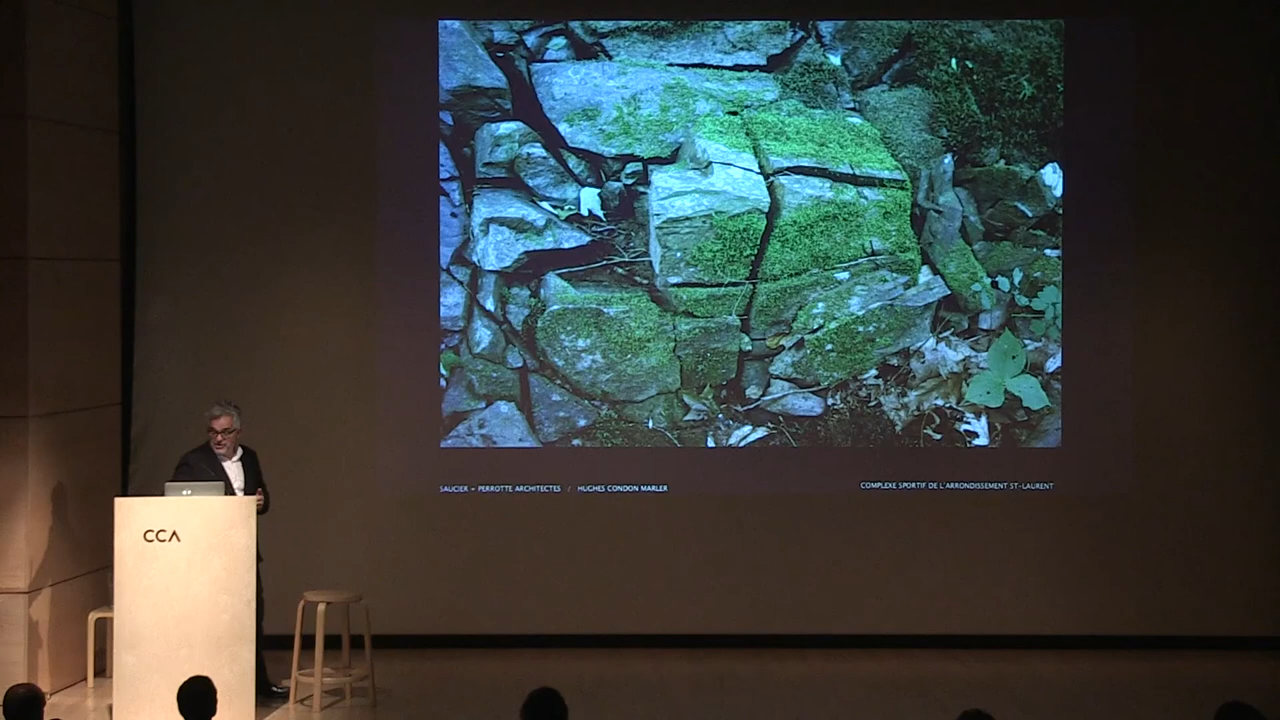 SAUCIER + PERROTTE ARCHITECTES / HUGHES CONDON MARLER
COMPLEXE SPORTIF DE L'ARRONDISSEMENT ST-LAURENT
CCA